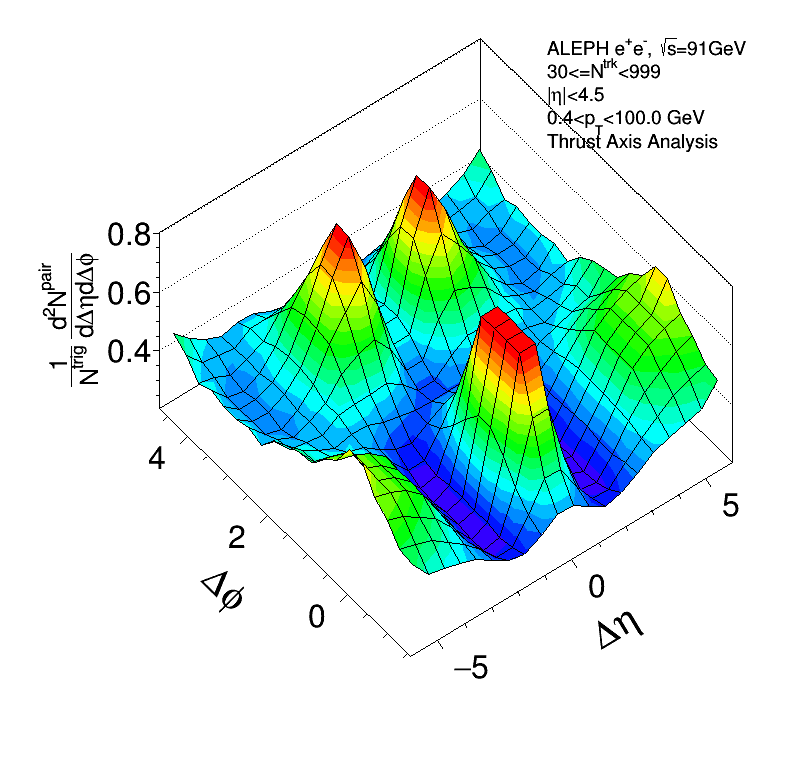 ALEPH e⁺e⁻, √s=91GeV
30<=Nᵗʳᵏ<999
|η|<4.5
0.4<p_T<100.0 GeV
Thrust Axis Analysis
1/N^trig d²N^pair/dΔηdΔϕ
0.8
0.6
0.4
4
2
0
Δϕ
−5
0
5
Δη